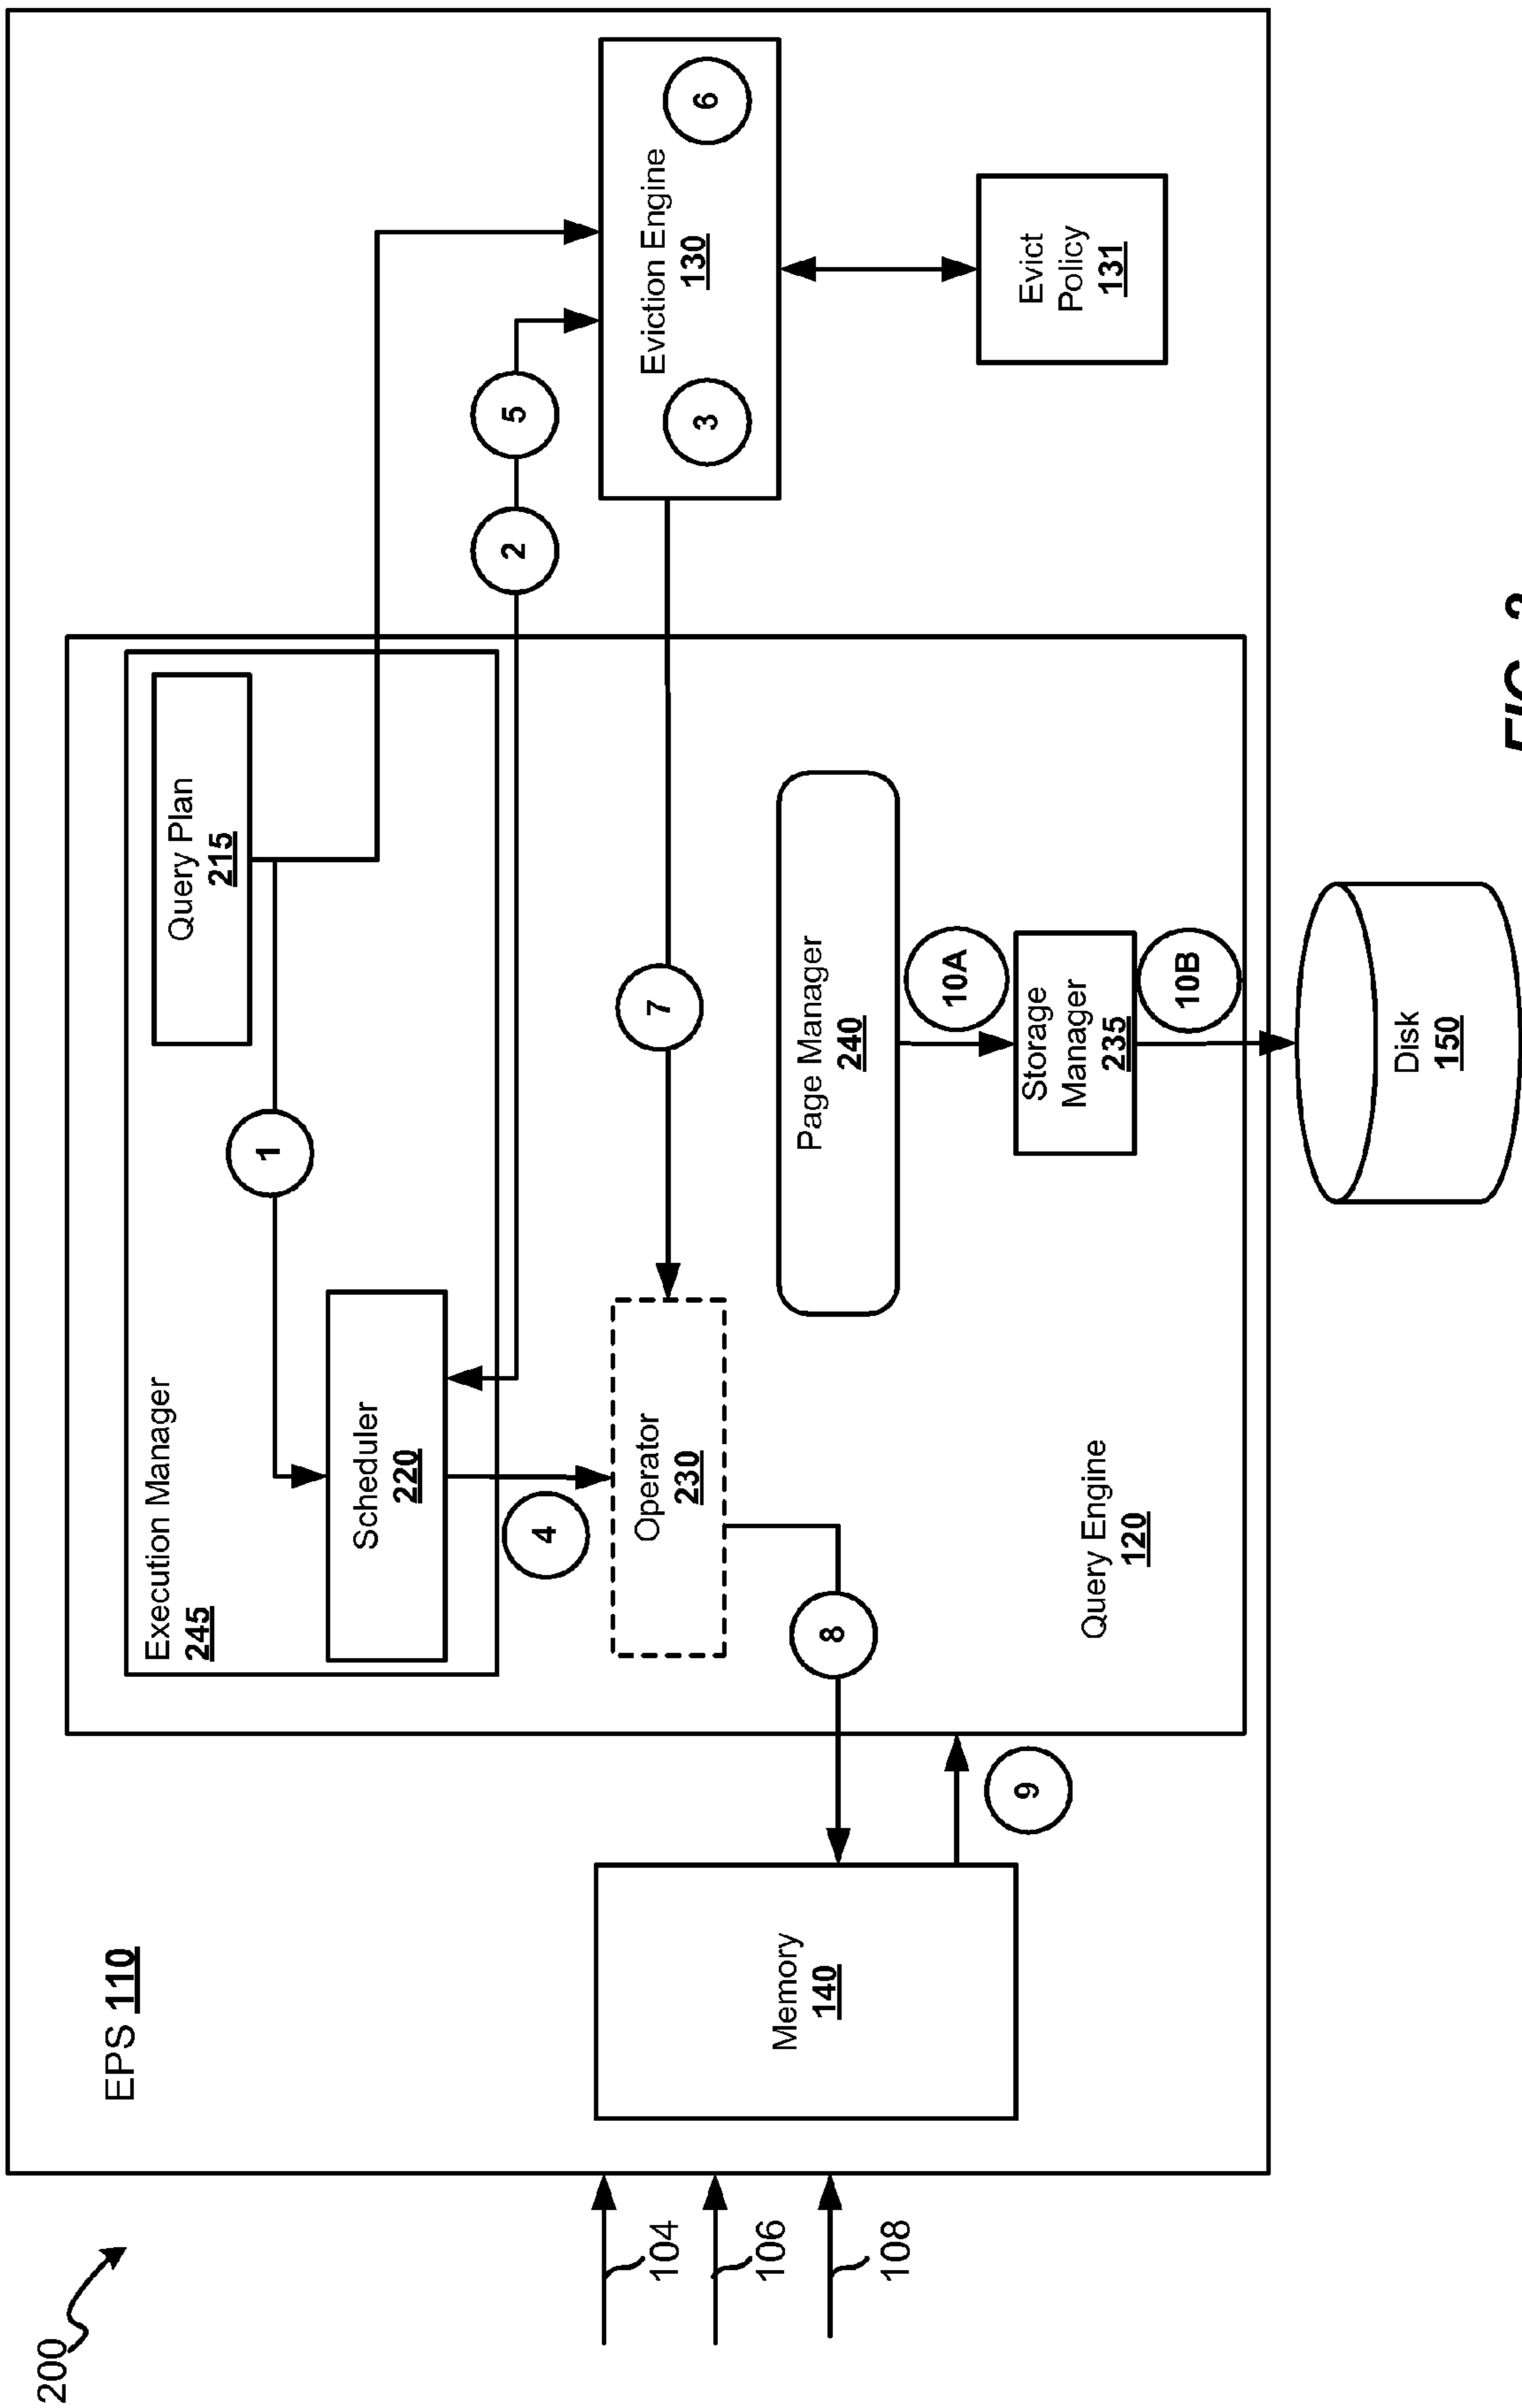 200
EPS 110
Execution Manager
245
Query Plan
215
1
Scheduler
220
2
5
4
Eviction Engine
130
3
6
7
Operator
230
Evict
Policy
131
Memory
140
8
Page Manager
240
10A
Storage
Manager
235
10B
9
Query Engine
120
104
106
108
Disk
150